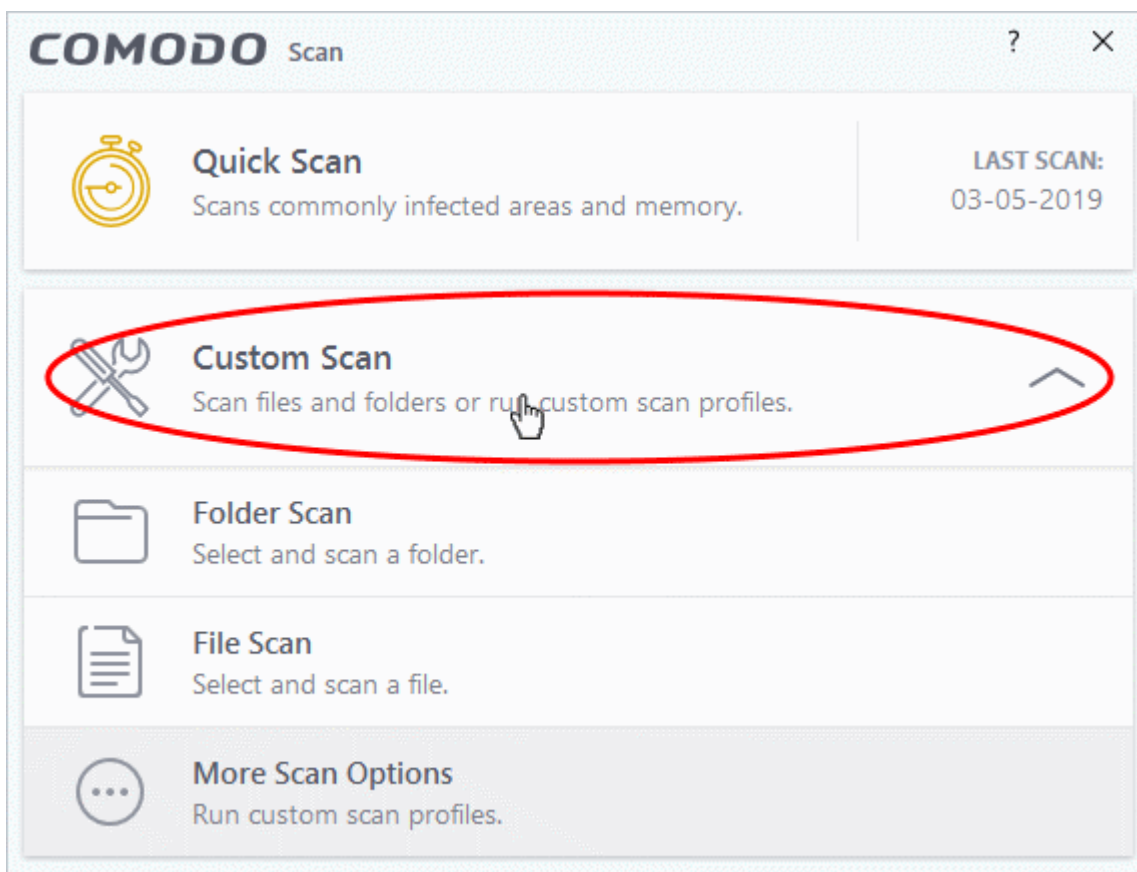 COMODO Scan ?
Quick Scan
Scans commonly infected areas and memory.
LAST SCAN:
03-05-2019
Custom Scan
Scan files and folders or run custom scan profiles.
Folder Scan
Select and scan a folder.
File Scan
Select and scan a file.
More Scan Options
Run custom scan profiles.